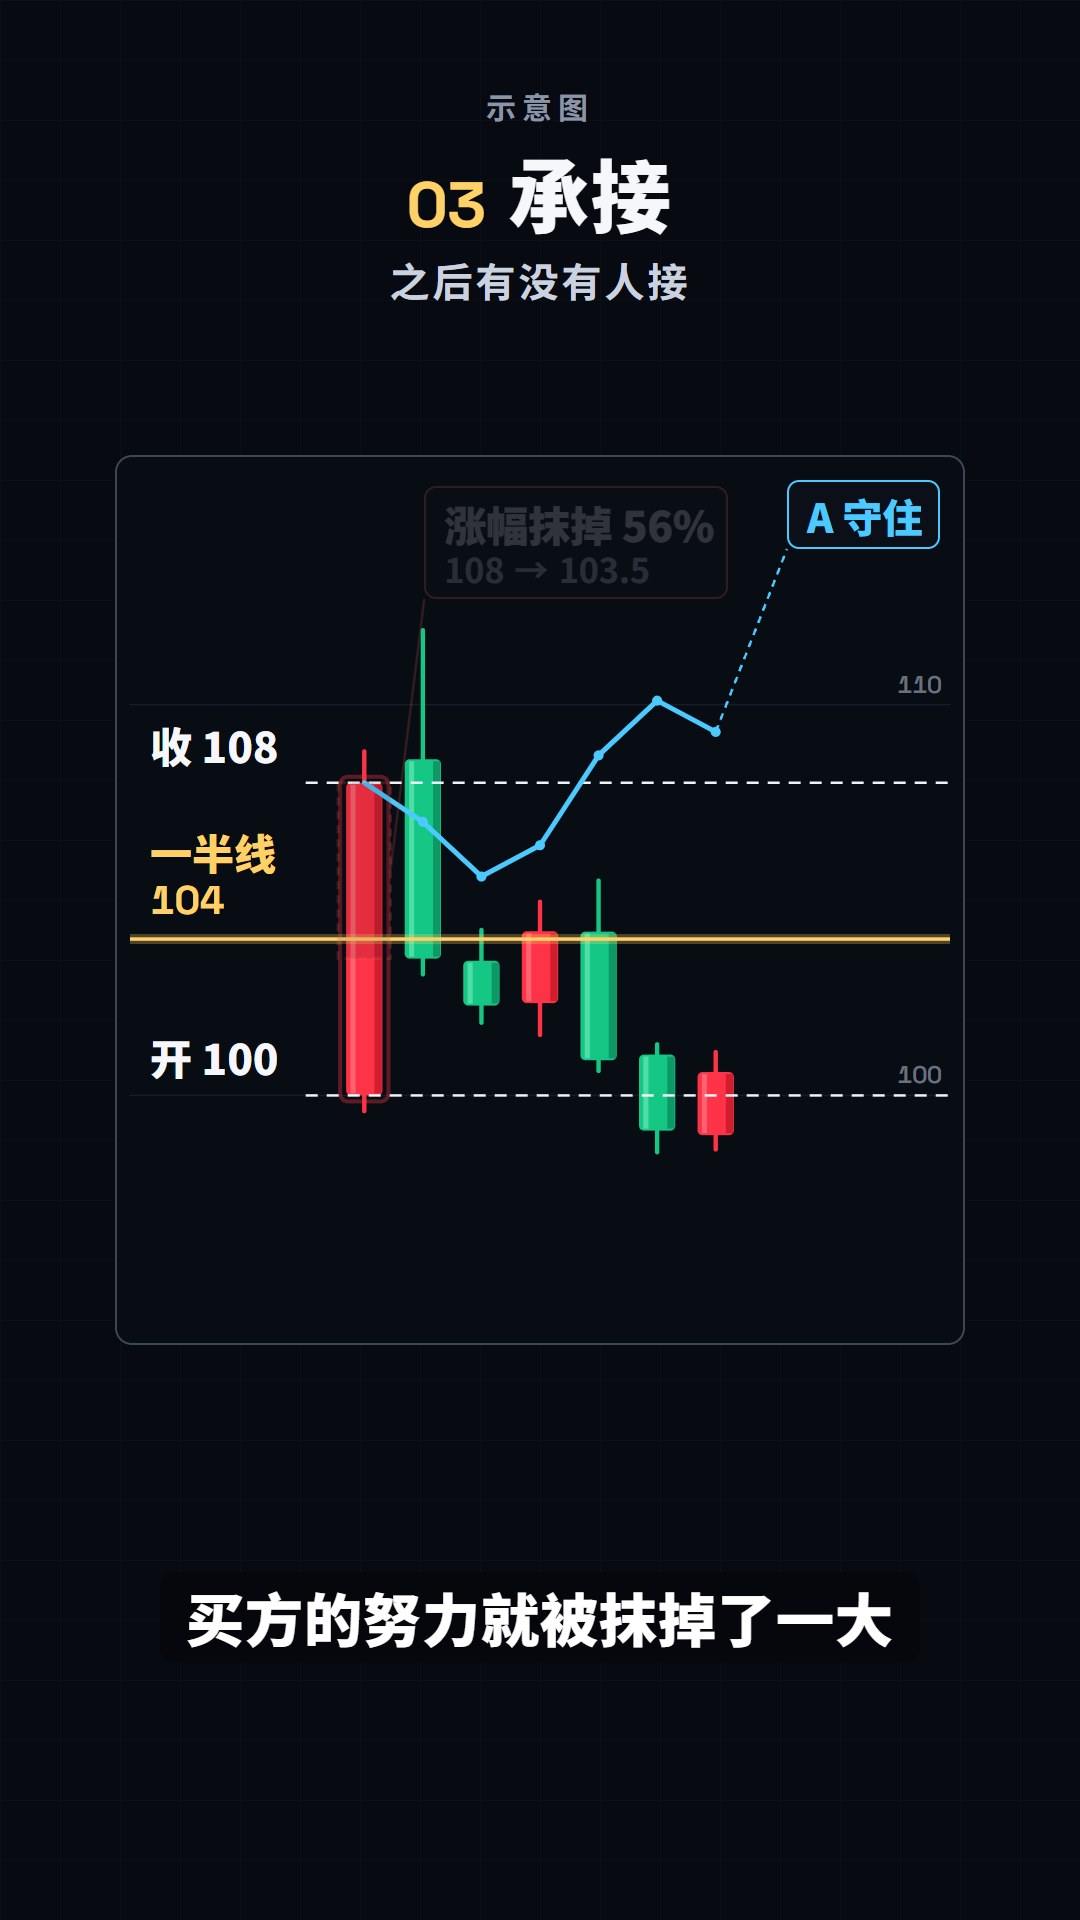 示意图
03 承接
之后有没有人接
涨幅抹掉 56%
108 → 103.5
A 守住
110
收 108
一半线
104
开 100
100
买方的努力就被抹掉了一大